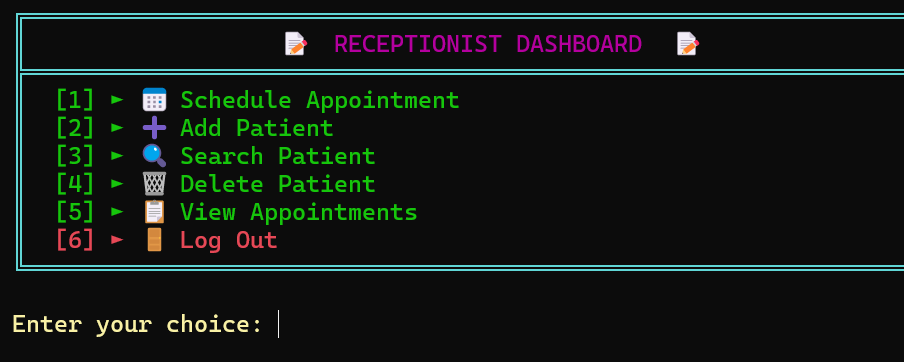 📝 RECEPTIONIST DASHBOARD 📝
[1] ► 📅 Schedule Appointment
[2] ► ➕ Add Patient
[3] ► 🔍 Search Patient
[4] ► 🗑️ Delete Patient
[5] ► 📋 View Appointments
[6] ► 🚪 Log Out
Enter your choice: